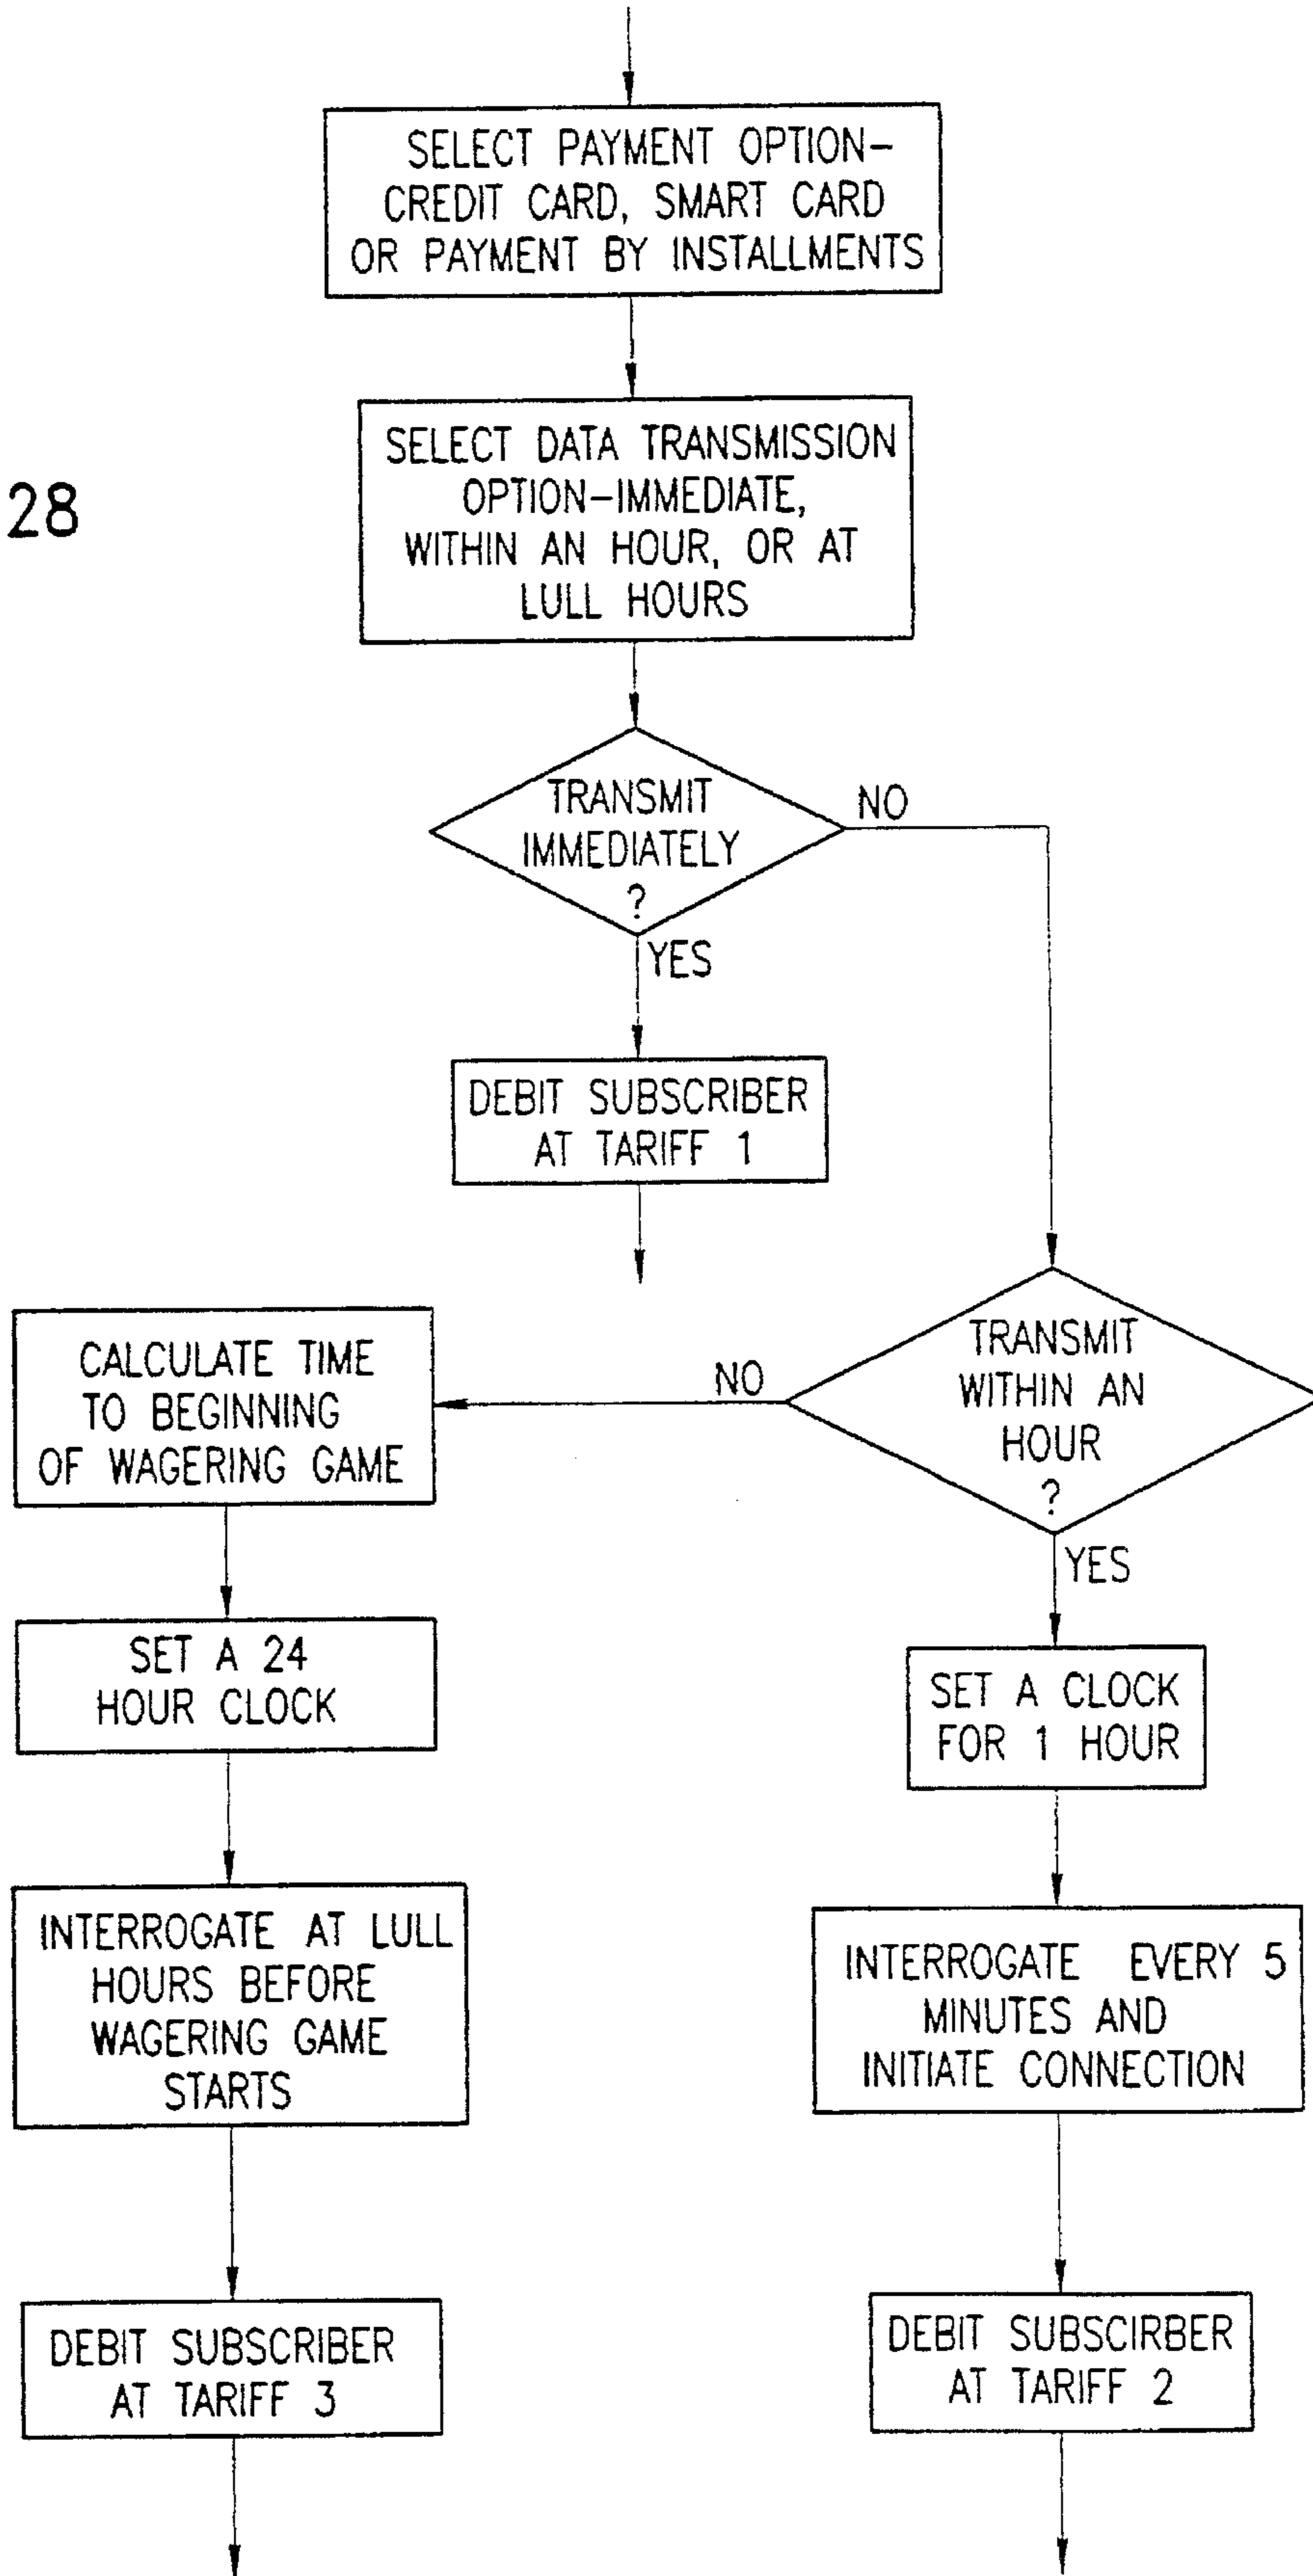 SELECT PAYMENT OPTION-
CREDIT CARD, SMART CARD
OR PAYMENT BY INSTALLMENTS
28
SELECT DATA TRANSMISSION
OPTION-IMMEDIATE,
WITHIN AN HOUR, OR AT
LULL HOURS
TRANSMIT
IMMEDIATELY
?
NO
YES
DEBIT SUBSCRIBER
AT TARIFF 1
TRANSMIT
WITHIN AN
HOUR
?
NO
YES
CALCULATE TIME
TO BEGINNING
OF WAGERING GAME
SET A 24
HOUR CLOCK
INTERROGATE AT LULL
HOURS BEFORE
WAGERING GAME
STARTS
DEBIT SUBSCRIBER
AT TARIFF 3
SET A CLOCK
FOR 1 HOUR
INTERROGATE EVERY 5
MINUTES AND
INITIATE CONNECTION
DEBIT SUBSCIRBER
AT TARIFF 2